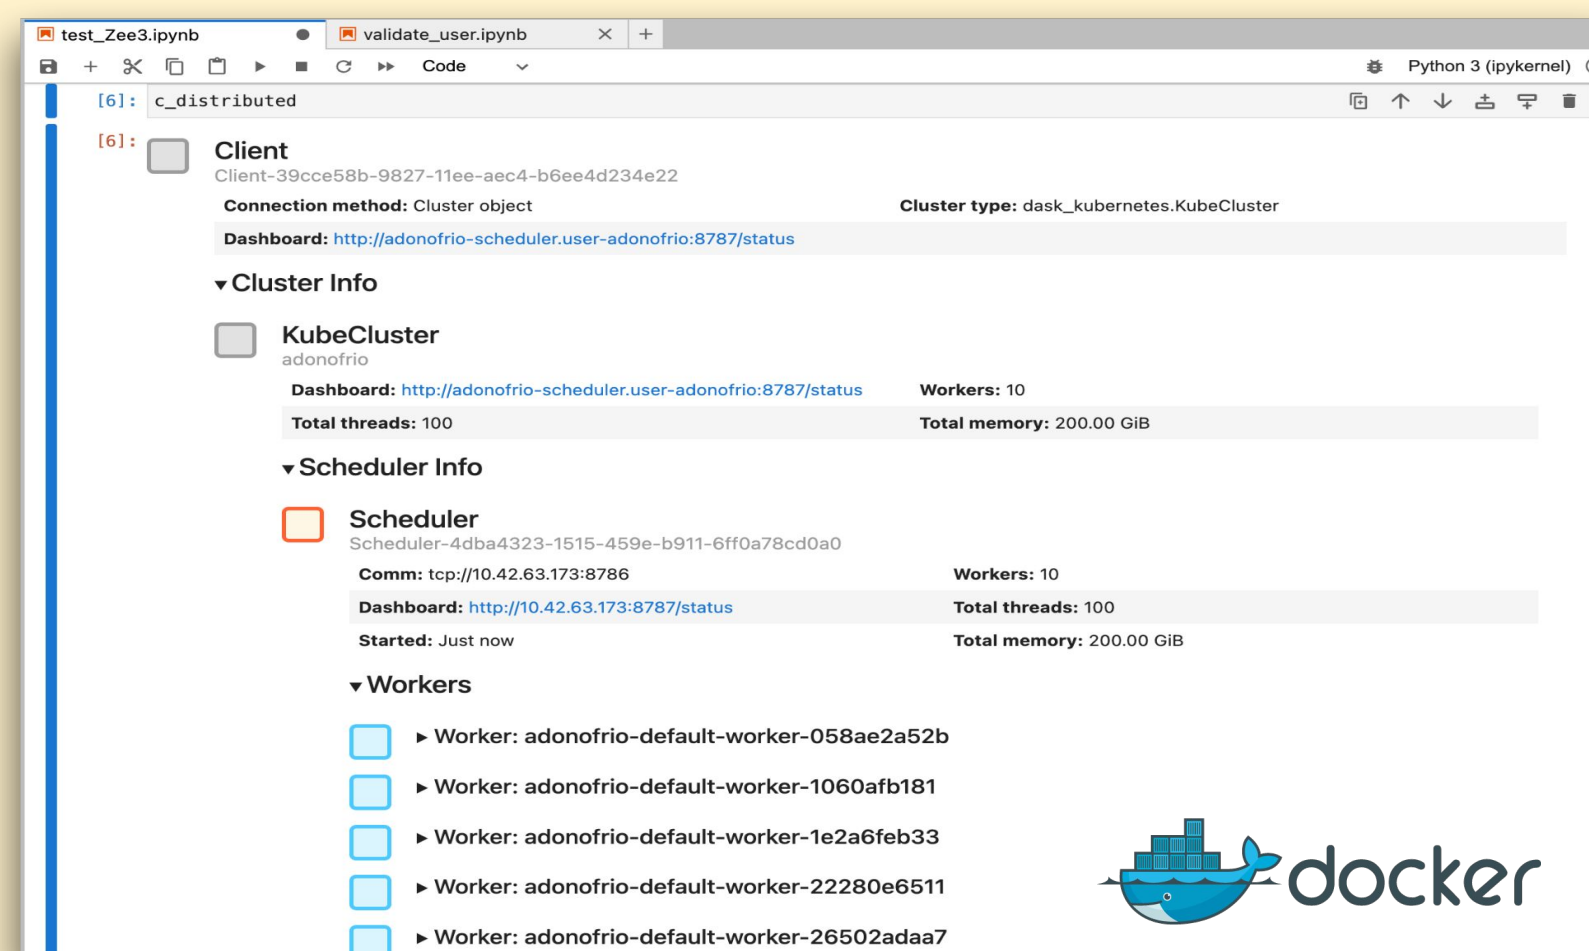 test_Zee3.ipynb
validate_user.ipynb
Code
Python 3 (ipykernel)
[6]: c_distributed
[6]:
Client
Client-39cce58b-9827-11ee-aec4-b6ee4d234e22
Connection method: Cluster object Cluster type: dask_kubernetes.KubeCluster
Dashboard: http://adonofrio-scheduler.user-adonofrio:8787/status
▾Cluster Info
KubeCluster
adonofrio
Dashboard: http://adonofrio-scheduler.user-adonofrio:8787/status Workers: 10
Total threads: 100 Total memory: 200.00 GiB
▾Scheduler Info
Scheduler
Scheduler-4dba4323-1515-459e-b911-6ff0a78cd0a0
Comm: tcp://10.42.63.173:8786 Workers: 10
Dashboard: http://10.42.63.173:8787/status Total threads: 100
Started: Just now Total memory: 200.00 GiB
▾Workers
▸ Worker: adonofrio-default-worker-058ae2a52b
▸ Worker: adonofrio-default-worker-1060afb181
▸ Worker: adonofrio-default-worker-1e2a6feb33
▸ Worker: adonofrio-default-worker-22280e6511
▸ Worker: adonofrio-default-worker-26502adaa7
docker